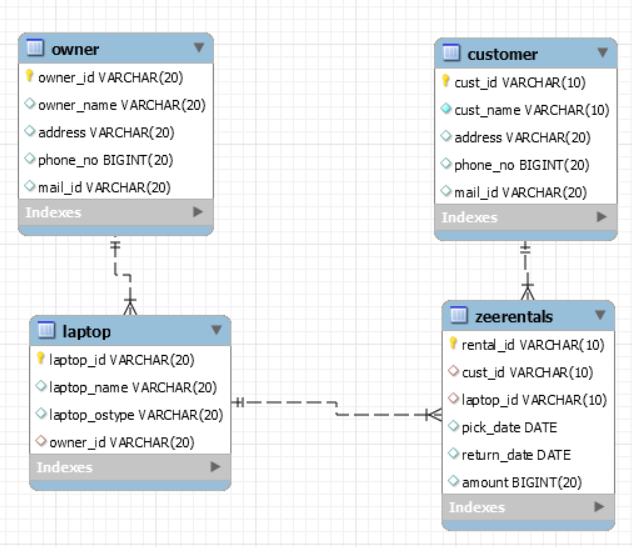 owner
owner_id VARCHAR(20)
owner_name VARCHAR(20)
address VARCHAR(20)
phone_no BIGINT(20)
mail_id VARCHAR(20)
Indexes
customer
cust_id VARCHAR(10)
cust_name VARCHAR(10)
address VARCHAR(20)
phone_no BIGINT(20)
mail_id VARCHAR(20)
Indexes
laptop
laptop_id VARCHAR(20)
laptop_name VARCHAR(20)
laptop_ostype VARCHAR(20)
owner_id VARCHAR(20)
Indexes
zeerentals
rental_id VARCHAR(10)
cust_id VARCHAR(10)
laptop_id VARCHAR(10)
pick_date DATE
return_date DATE
amount BIGINT(20)
Indexes